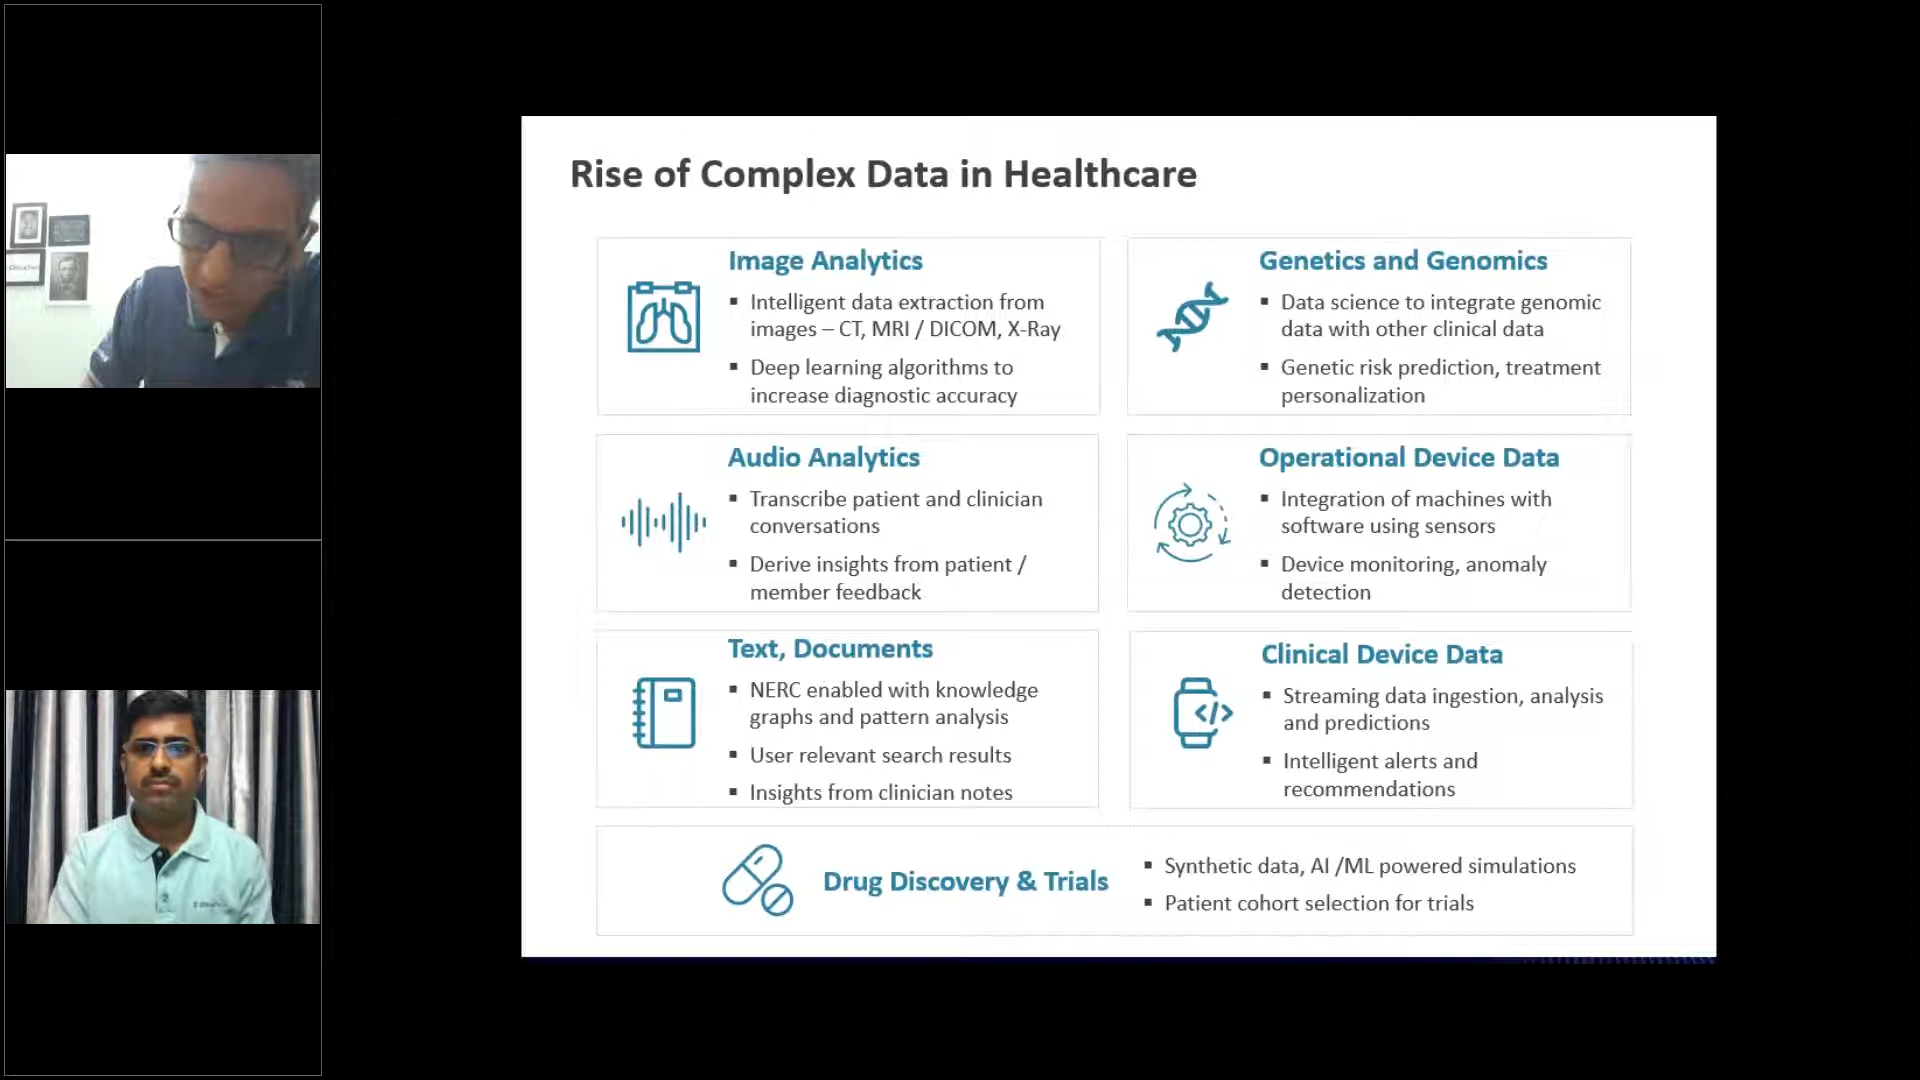 Rise of Complex Data in Healthcare
Image Analytics
▪ Intelligent data extraction from
images – CT, MRI / DICOM, X-Ray
▪ Deep learning algorithms to
increase diagnostic accuracy
Genetics and Genomics
▪ Data science to integrate genomic
data with other clinical data
▪ Genetic risk prediction, treatment
personalization
Audio Analytics
▪ Transcribe patient and clinician
conversations
▪ Derive insights from patient /
member feedback
Operational Device Data
▪ Integration of machines with
software using sensors
▪ Device monitoring, anomaly
detection
Text, Documents
▪ NERC enabled with knowledge
graphs and pattern analysis
▪ User relevant search results
▪ Insights from clinician notes
Clinical Device Data
▪ Streaming data ingestion, analysis
and predictions
▪ Intelligent alerts and
recommendations
Drug Discovery & Trials
▪ Synthetic data, AI /ML powered simulations
▪ Patient cohort selection for trials